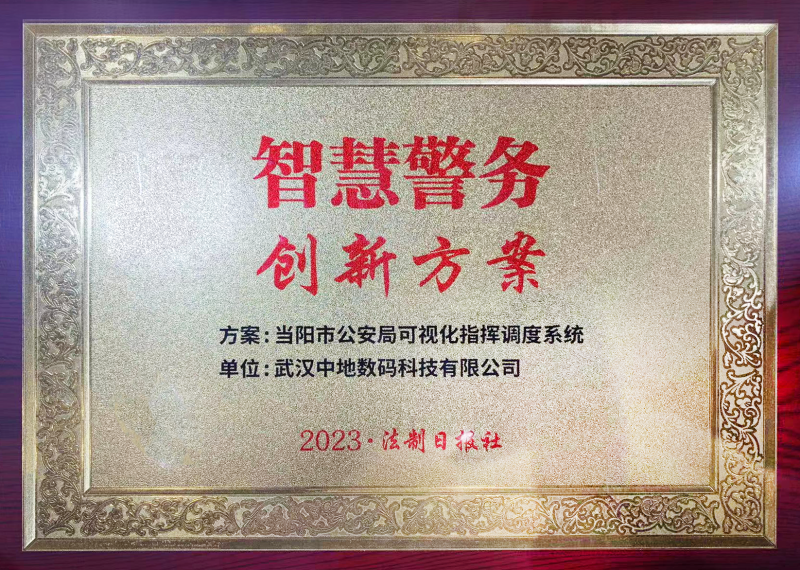 智慧警务
创新方案
方案:当阳市公安局可视化指挥调度系统
单位:武汉中地数码科技有限公司
2023·法制日报社